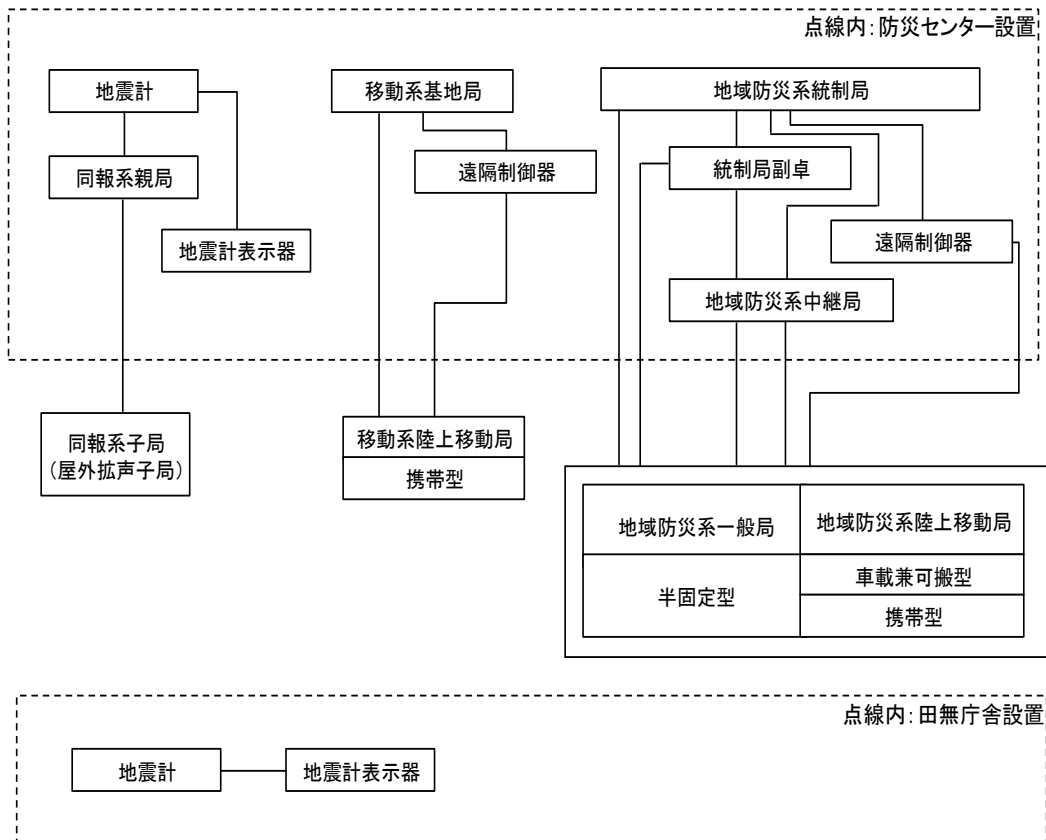 点線内：防災センター設置
地震計
移動系基地局
地域防災系統制局
同報系親局
遠隔制御器
統制局副卓
地震計表示器
遠隔制御器
地域防災系中継局
同報系子局
（屋外拡声子局）
移動系陸上移動局
携帯型
地域防災系一般局
地域防災系陸上移動局
半固定型
車載兼可搬型
携帯型
点線内：田無庁舎設置
地震計
地震計表示器